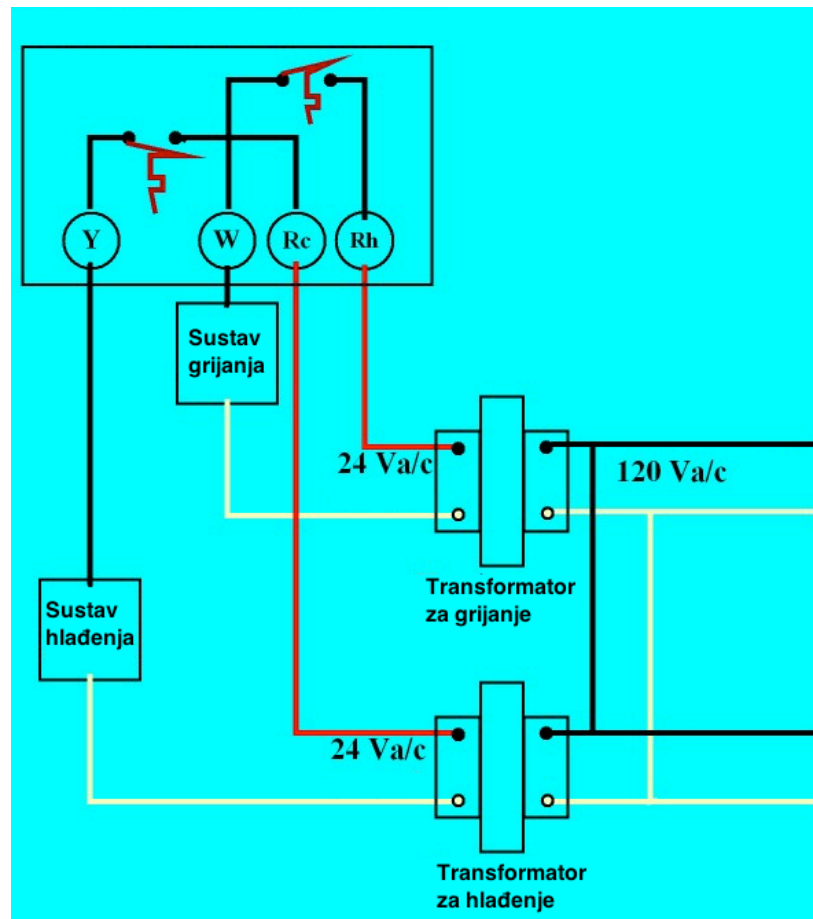 Y
W
Rc
Rh
Sustav
grijanja
24 Va/c
120 Va/c
Transformator
za grijanje
Sustav
hlađenja
24 Va/c
Transformator
za hlađenje